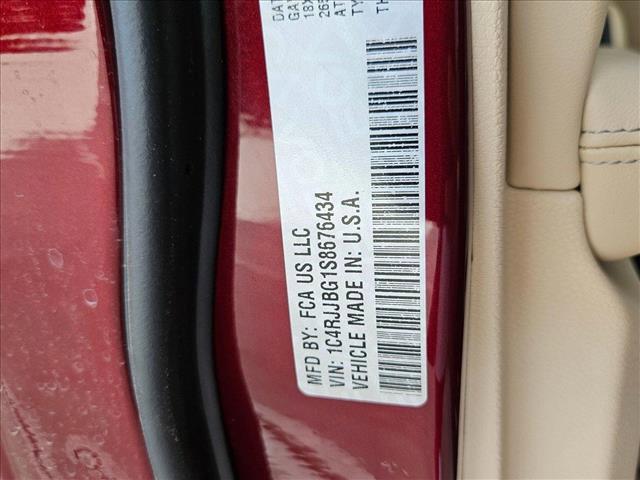 MFD BY: FCA US LLC
VIN: 1C4RJJBG1S8676434
VEHICLE MADE IN: U.S.A.